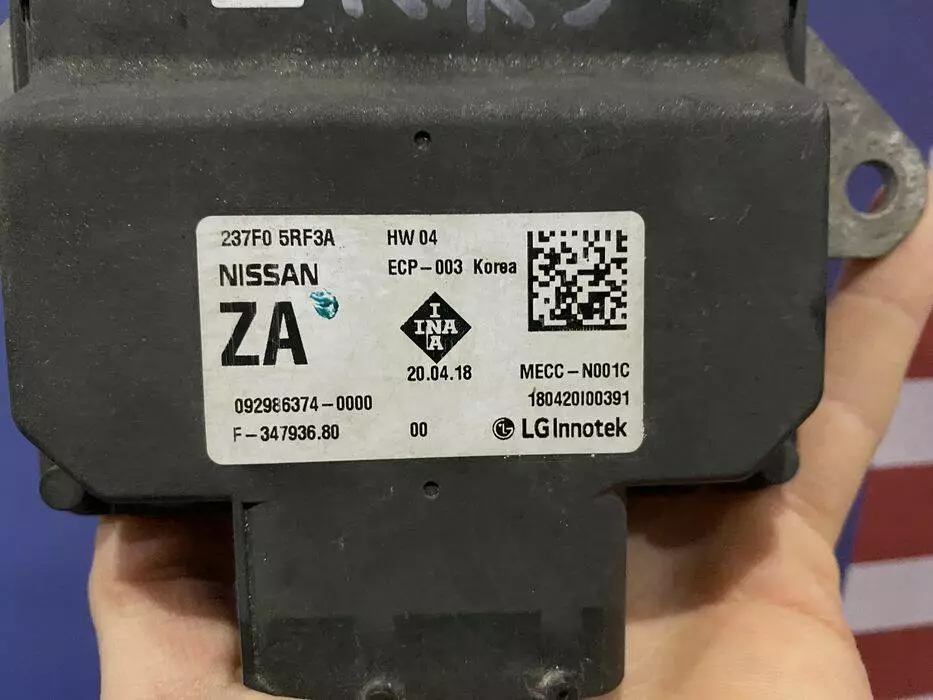 237F0 5RF3A HW 04
NISSAN ECP-003 Korea
ZA
I
INA
A
20.04.18 MECC-N001C
092986374-0000 180420I00391
F-347936.80 00 LG Innotek